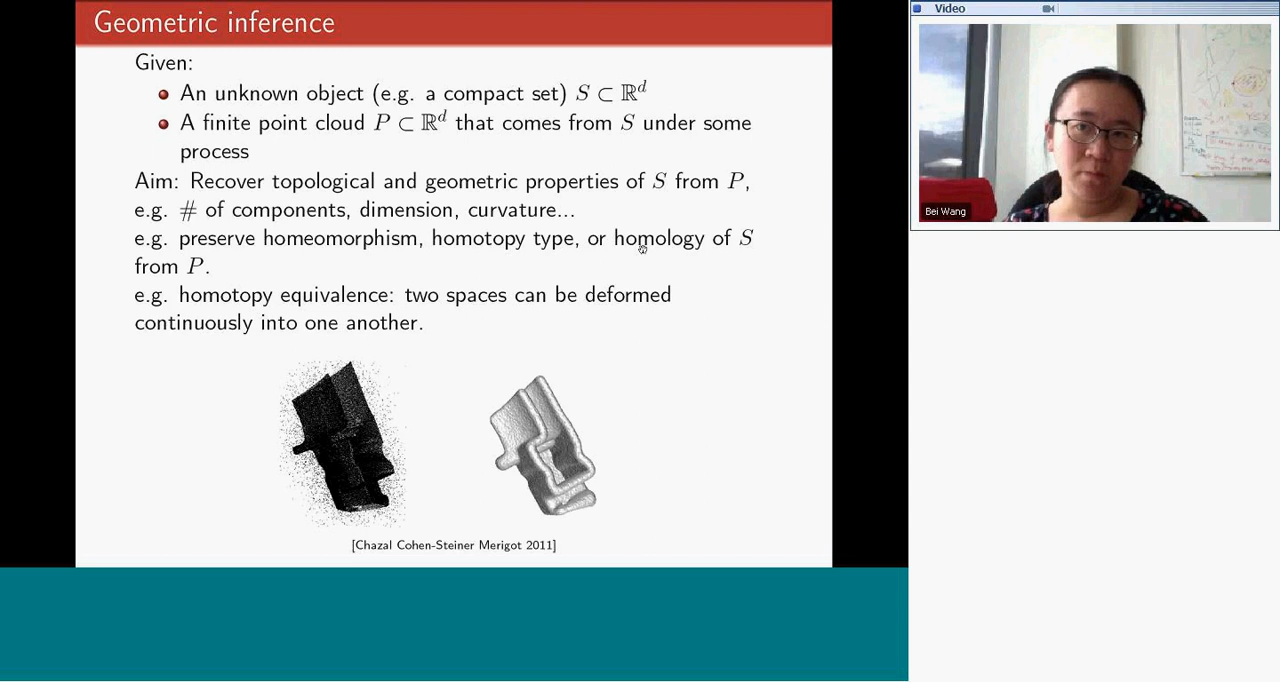 Geometric inference
Given:
An unknown object (e.g. a compact set) S ⊂ ℝᵈ
A finite point cloud P ⊂ ℝᵈ that comes from S under some
process
Aim: Recover topological and geometric properties of S from P,
e.g. # of components, dimension, curvature...
e.g. preserve homeomorphism, homotopy type, or homology of S
from P.
e.g. homotopy equivalence: two spaces can be deformed
continuously into one another.
[Chazal Cohen-Steiner Merigot 2011]
Video
Bei Wang